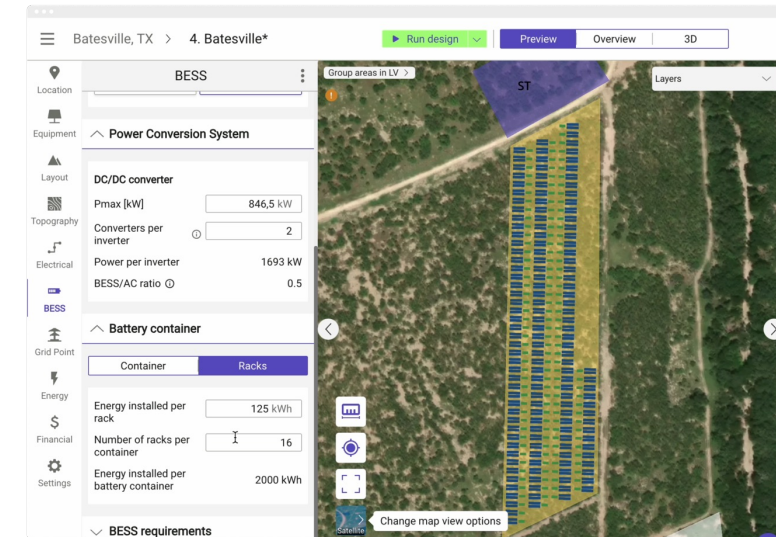 Batesville, TX > 4. Batesville*
Run design
Preview
Overview
3D
Location
Equipment
Layout
Topography
Electrical
BESS
Grid Point
Energy
Financial
Settings
BESS
Power Conversion System
DC/DC converter
Pmax [kW] 846,5 kW
Converters per
inverter 2
Power per inverter 1693 kW
BESS/AC ratio 0.5
Battery container
Container Racks
Energy installed per
rack 125 kWh
Number of racks per
container 16
Energy installed per
battery container 2000 kWh
BESS requirements
Group areas in LV >
ST
Layers
Satellite
Change map view options